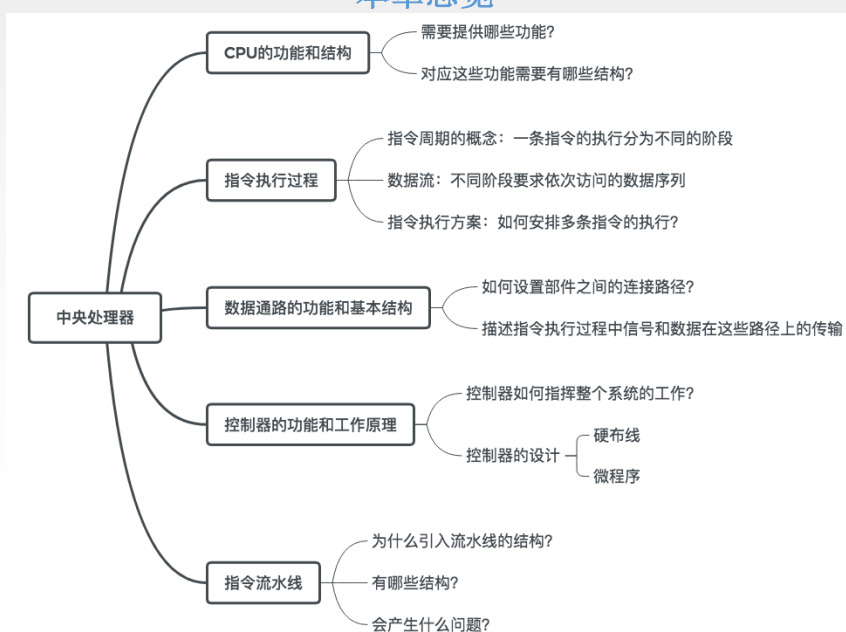 CPU的功能和结构
需要提供哪些功能?
对应这些功能需要有哪些结构?
指令执行过程
指令周期的概念：一条指令的执行分为不同的阶段
数据流：不同阶段要求依次访问的数据序列
指令执行方案：如何安排多条指令的执行?
中央处理器
数据通路的功能和基本结构
如何设置部件之间的连接路径?
描述指令执行过程中信号和数据在这些路径上的传输
控制器的功能和工作原理
控制器如何指挥整个系统的工作?
控制器的设计
硬布线
微程序
指令流水线
为什么引入流水线的结构?
有哪些结构?
会产生什么问题?